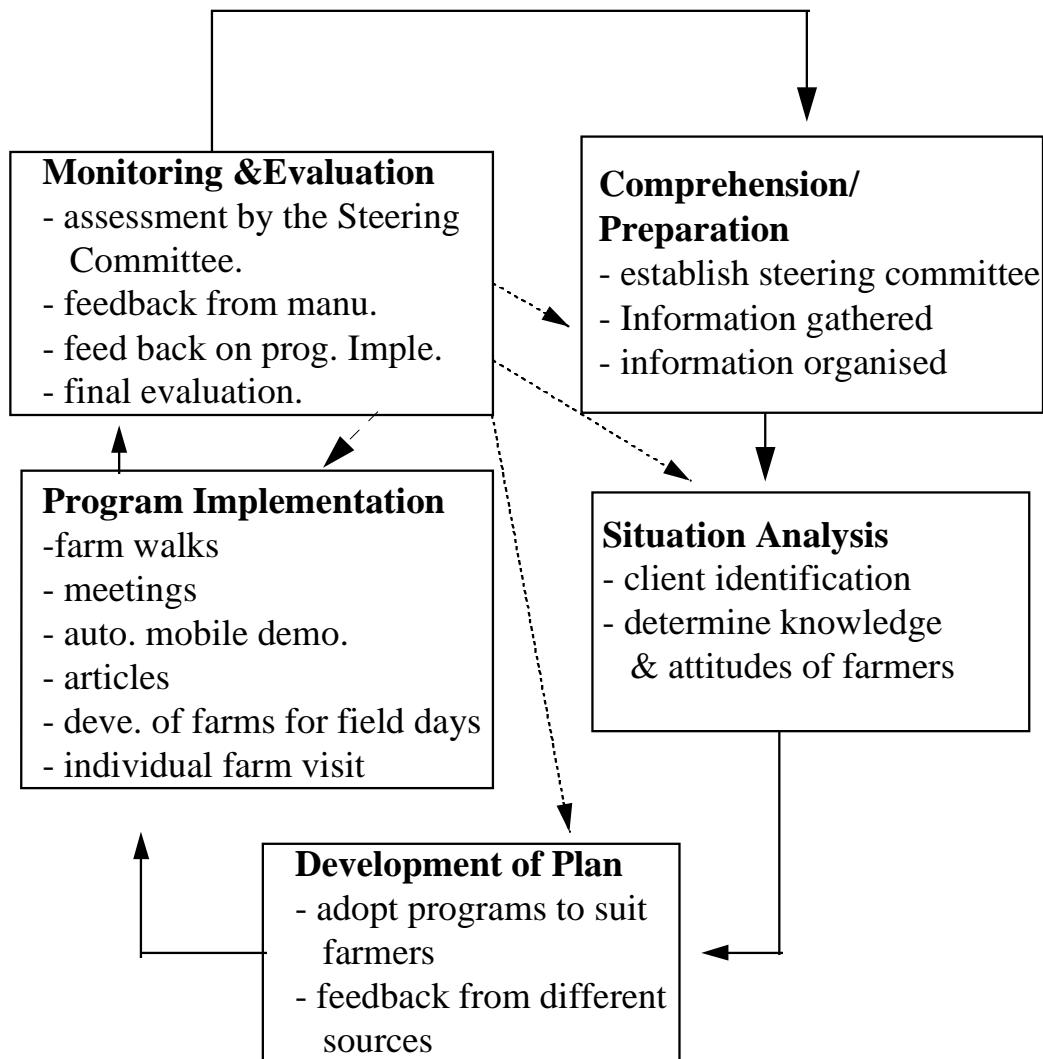 Monitoring &Evaluation
- assessment by the Steering
Committee.
- feedback from manu.
- feed back on prog. Imple.
- final evaluation.
Comprehension/
Preparation
- establish steering committee
- Information gathered
- information organised
Program Implementation
-farm walks
- meetings
- auto. mobile demo.
- articles
- deve. of farms for field days
- individual farm visit
Situation Analysis
- client identification
- determine knowledge
& attitudes of farmers
Development of Plan
- adopt programs to suit
farmers
- feedback from different
sources